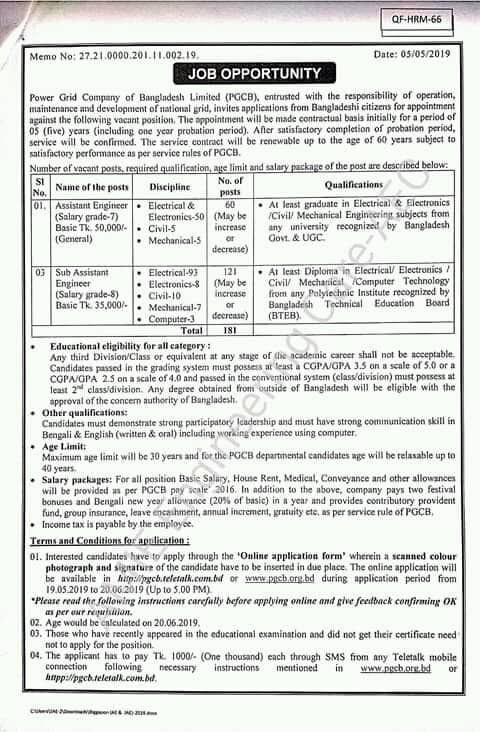 QF-HRM-66
Memo No: 27.21.0000.201.11.002.19. Date: 05/05/2019
JOB OPPORTUNITY
Power Grid Company of Bangladesh Limited (PGCB), entrusted with the responsibility of operation,
maintenance and development of national grid, invites applications from Bangladeshi citizens for appointment
against the following vacant position. The appointment will be made contractual basis initially for a period of
05 (five) years (including one year probation period). After satisfactory completion of probation period,
service will be confirmed. The service contract will be renewable up to the age of 60 years subject to
satisfactory performance as per service rules of PGCB.
Number of vacant posts, required qualification, age limit and salary package of the post are described below:
Sl No. Name of the posts Discipline No. of posts Qualifications
01. Assistant Engineer • Electrical & 60 • At least graduate in Electrical & Electronics
(Salary grade-7) Electronics-50 (May be /Civil/ Mechanical Engineering subjects from
Basic Tk. 50,000/- • Civil-5 increase any university recognized by Bangladesh
(General) • Mechanical-5 or Govt. & UGC.
decrease)
03 Sub Assistant • Electrical-93 121 • At least Diploma in Electrical/ Electronics /
Engineer • Electronics-8 (May be Civil/ Mechanical /Computer Technology
(Salary grade-8) • Civil-10 increase from any Polytechnic Institute recognized by
Basic Tk. 35,000/- • Mechanical-7 or Bangladesh Technical Education Board
• Computer-3 decrease) (BTEB).
Total 181
• Educational eligibility for all category :
Any third Division/Class or equivalent at any stage of the academic career shall not be acceptable.
Candidates passed in the grading system must possess at least a CGPA/GPA 3.5 on a scale of 5.0 or a
CGPA/GPA 2.5 on a scale of 4.0 and passed in the conventional system (class/division) must possess at
least 2nd class/division. Any degree obtained from outside of Bangladesh will be eligible with the
approval of the concern authority of Bangladesh.
• Other qualifications:
Candidates must demonstrate strong participatory leadership and must have strong communication skill in
Bengali & English (written & oral) including working experience using computer.
• Age Limit:
Maximum age limit will be 30 years and for the PGCB departmental candidates age will be relaxable up to
40 years.
• Salary packages: For all position Basic Salary, House Rent, Medical, Conveyance and other allowances
will be provided as per PGCB pay scale' 2016. In addition to the above, company pays two festival
bonuses and Bengali new year allowance (20% of basic) in a year and provides contributory provident
fund, group insurance, leave encashment, annual increment, gratuity etc. as per service rule of PGCB.
• Income tax is payable by the employee.
Terms and Conditions for application :
01. Interested candidates have to apply through the 'Online application form' wherein a scanned colour
photograph and signature of the candidate have to be inserted in due place. The online application will
be available in http://pgcb.teletalk.com.bd or www.pgcb.org.bd during application period from
19.05.2019 to 20.06.2019 (Up to 5.00 PM).
*Please read the following instructions carefully before applying online and give feedback confirming OK
as per our requisition.
02. Age would be calculated on 20.06.2019.
03. Those who have recently appeared in the educational examination and did not get their certificate need
not to apply for the position.
04. The applicant has to pay Tk. 1000/- (One thousand) each through SMS from any Teletalk mobile
connection following necessary instructions mentioned in www.pgcb.org.bd or
htpp://pgcb.teletalk.com.bd.